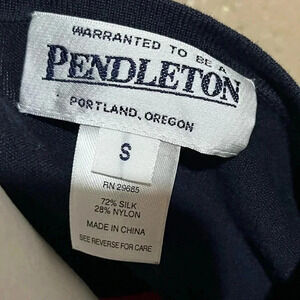 WARRANTED TO BE A
PENDLETON
PORTLAND, OREGON
S
RN 29685
72% SILK
28% NYLON
MADE IN CHINA
SEE REVERSE FOR CARE